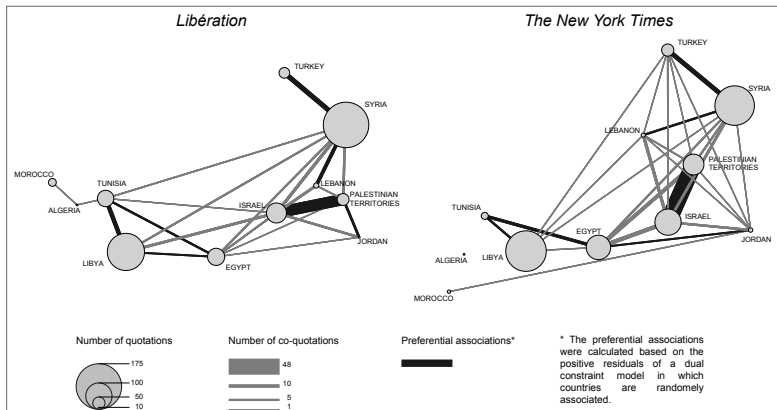 Libération
The New York Times
TURKEY
SYRIA
LEBANON
PALESTINIAN
TERRITORIES
ISRAEL
JORDAN
MOROCCO
ALGERIA
TUNISIA
LIBYA
EGYPT
TURKEY
SYRIA
LEBANON
PALESTINIAN
TERRITORIES
ISRAEL
JORDAN
TUNISIA
EGYPT
LIBYA
ALGERIA
MOROCCO
Number of quotations
175
100
50
10
Number of co-quotations
48
10
5
1
Preferential associations*
* The preferential associations
were calculated based on the
positive residuals of a dual
constraint model in which
countries are randomely
associated.